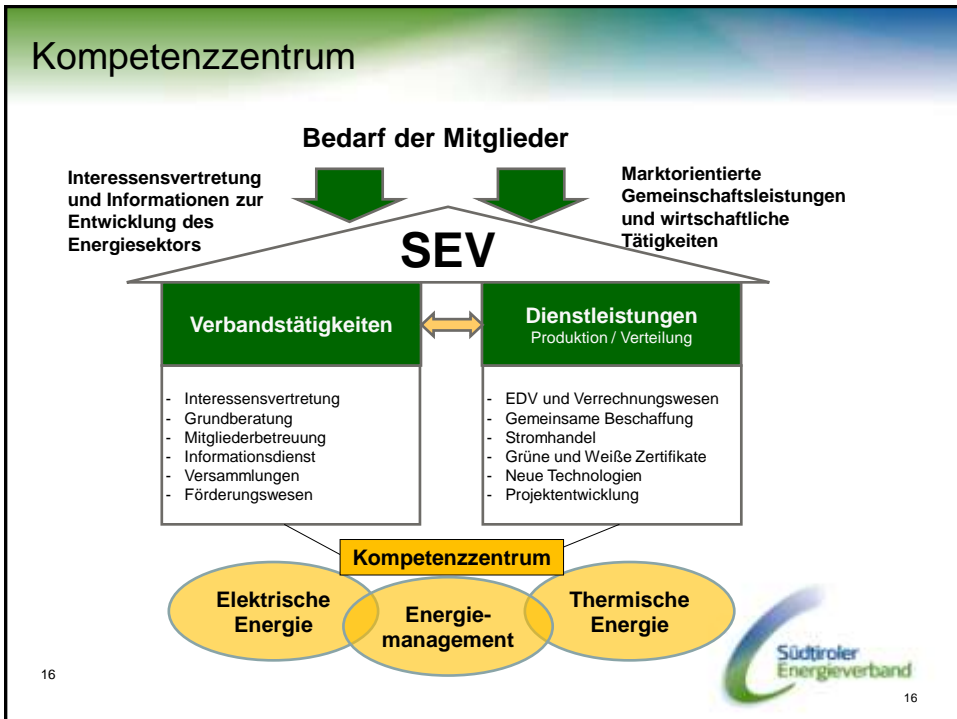 Kompetenzzentrum
Bedarf der Mitglieder
Interessensvertretung
und Informationen zur
Entwicklung des
Energiesektors
Marktorientierte
Gemeinschaftsleistungen
und wirtschaftliche
Tätigkeiten
SEV
Verbandstätigkeiten
Dienstleistungen
Produktion / Verteilung
- Interessensvertretung
- Grundberatung
- Mitgliederbetreuung
- Informationsdienst
- Versammlungen
- Förderungswesen
- EDV und Verrechnungswesen
- Gemeinsame Beschaffung
- Stromhandel
- Grüne und Weiße Zertifikate
- Neue Technologien
- Projektentwicklung
Kompetenzzentrum
Elektrische
Energie
Energie-
management
Thermische
Energie
Südtiroler
Energieverband
16
16